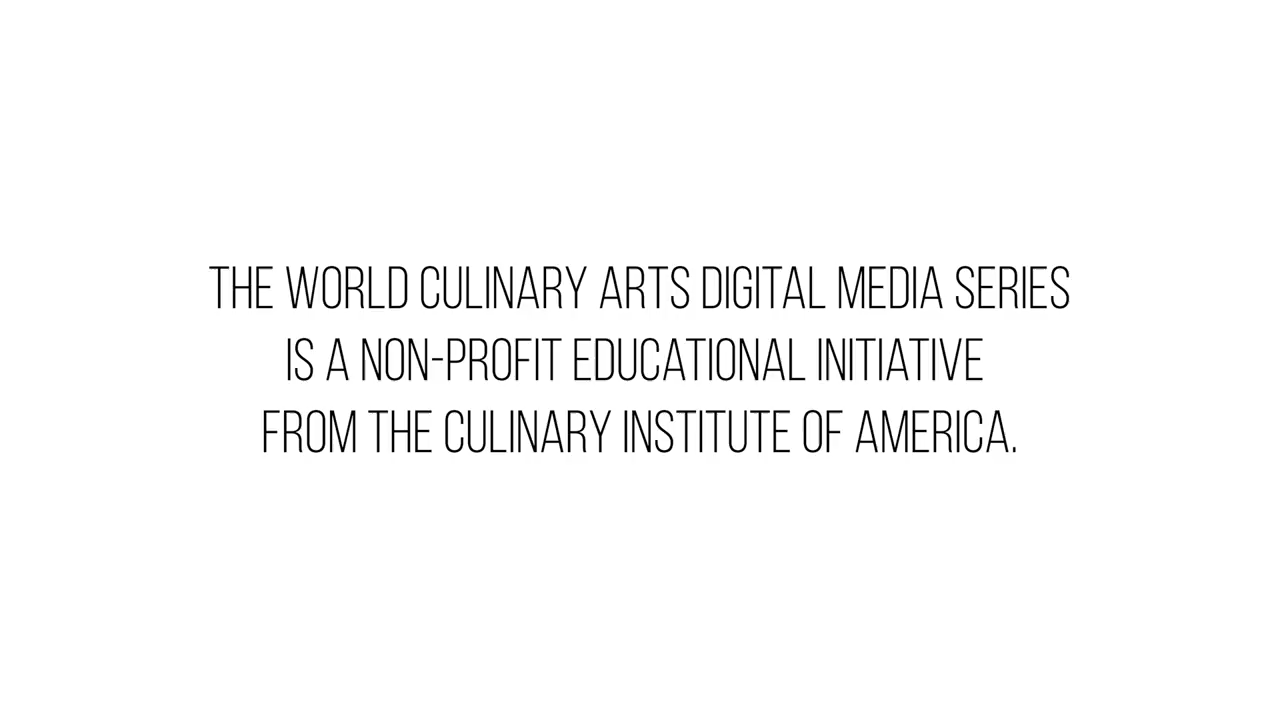 THE WORLD CULINARY ARTS DIGITAL MEDIA SERIES
IS A NON-PROFIT EDUCATIONAL INITIATIVE
FROM THE CULINARY INSTITUTE OF AMERICA.